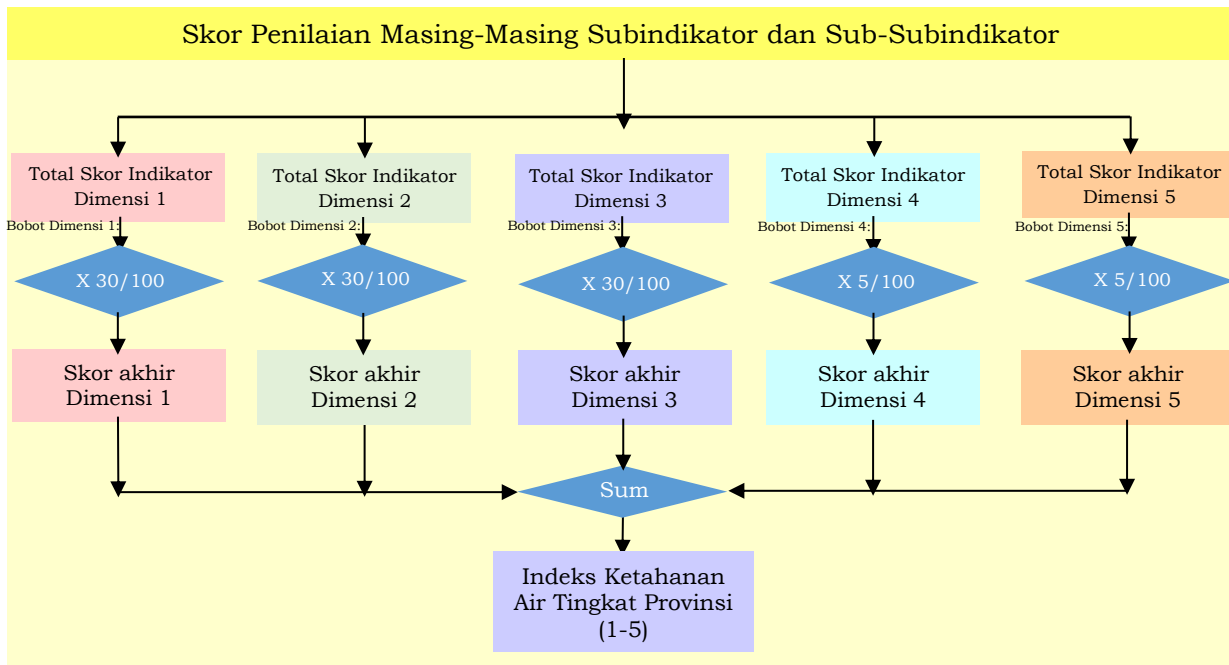 Skor Penilaian Masing-Masing Subindikator dan Sub-Subindikator
Total Skor Indikator
Dimensi 1
Total Skor Indikator
Dimensi 2
Total Skor Indikator
Dimensi 3
Total Skor Indikator
Dimensi 4
Total Skor Indikator
Dimensi 5
Bobot Dimensi 1:
Bobot Dimensi 2:
Bobot Dimensi 3:
Bobot Dimensi 4:
Bobot Dimensi 5:
X 30/100
X 30/100
X 30/100
X 5/100
X 5/100
Skor akhir
Dimensi 1
Skor akhir
Dimensi 2
Skor akhir
Dimensi 3
Skor akhir
Dimensi 4
Skor akhir
Dimensi 5
Sum
Indeks Ketahanan
Air Tingkat Provinsi
(1-5)